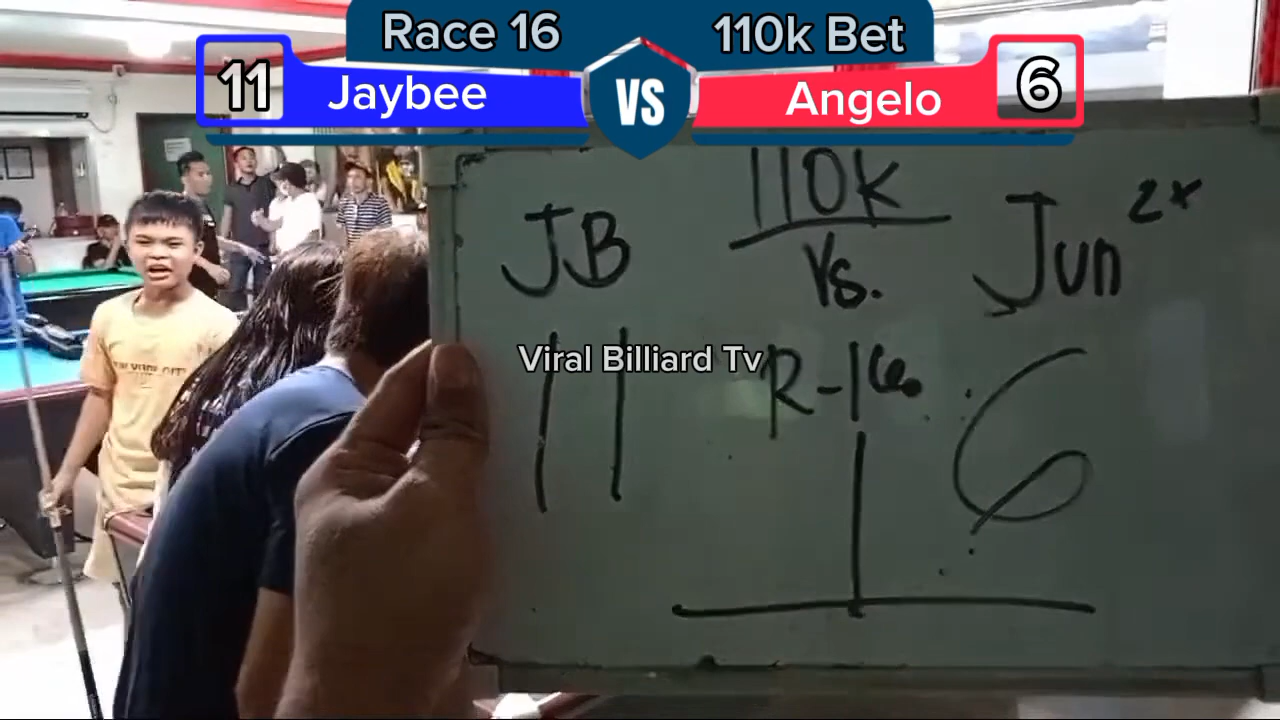 Race 16
110k Bet
11
Jaybee
VS
Angelo
6
110k
JB
Vs.
Jun 2x
Viral Billiard Tv
R-16.
11
6